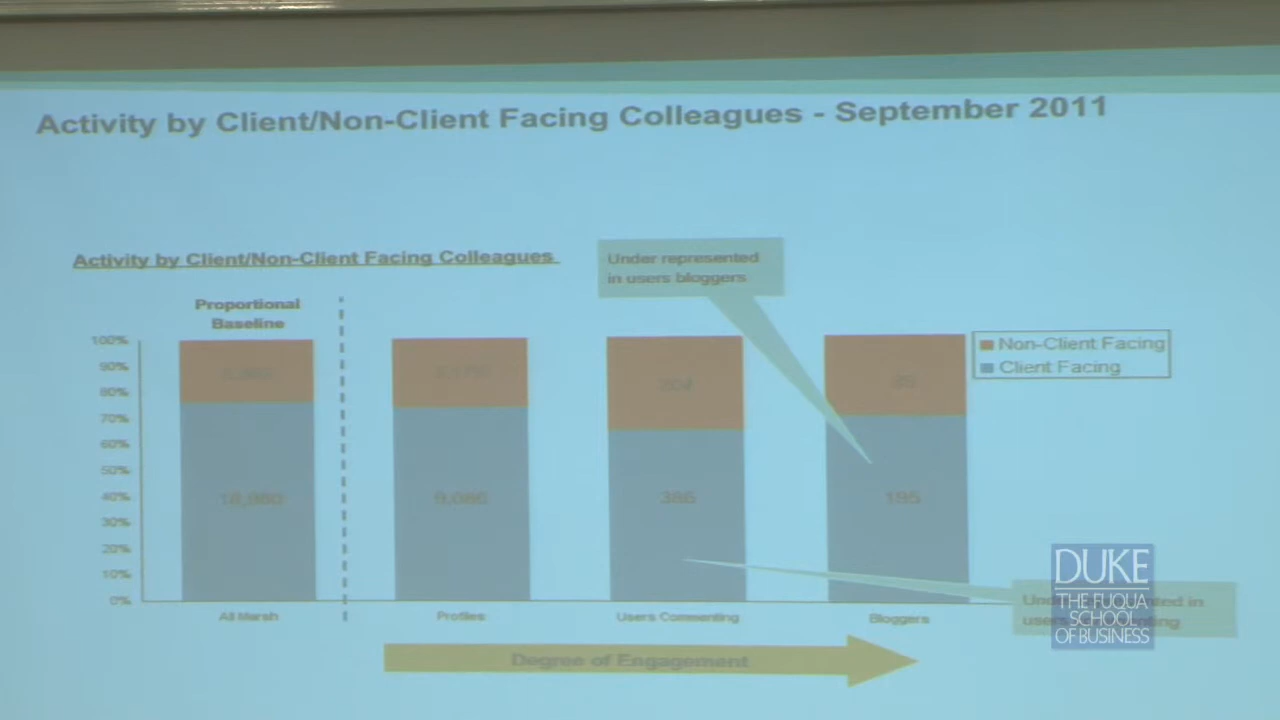 Activity by Client/Non-Client Facing Colleagues - September 2011
Activity by Client/Non-Client Facing Colleagues
Under represented
in users bloggers
Proportional
Baseline
Non-Client Facing
Client Facing
100%
90%
80%
70%
60%
50%
40%
30%
20%
10%
0%
386
195
All Marsh
Profiles
Users Commenting
Bloggers
Degree of Engagement
DUKE
THE FUQUA
SCHOOL
OF BUSINESS